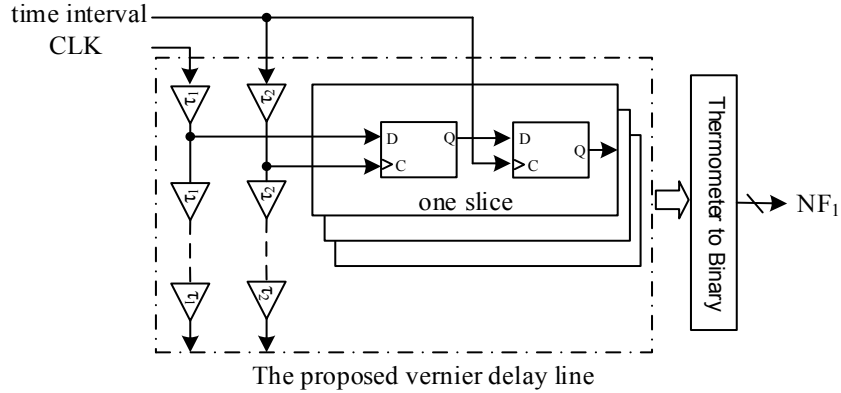 time interval
CLK
τ1
τ2
D
Q
C
D
Q
C
τ1
τ2
one slice
τ1
τ2
Thermometer to Binary
NF1
The proposed vernier delay line